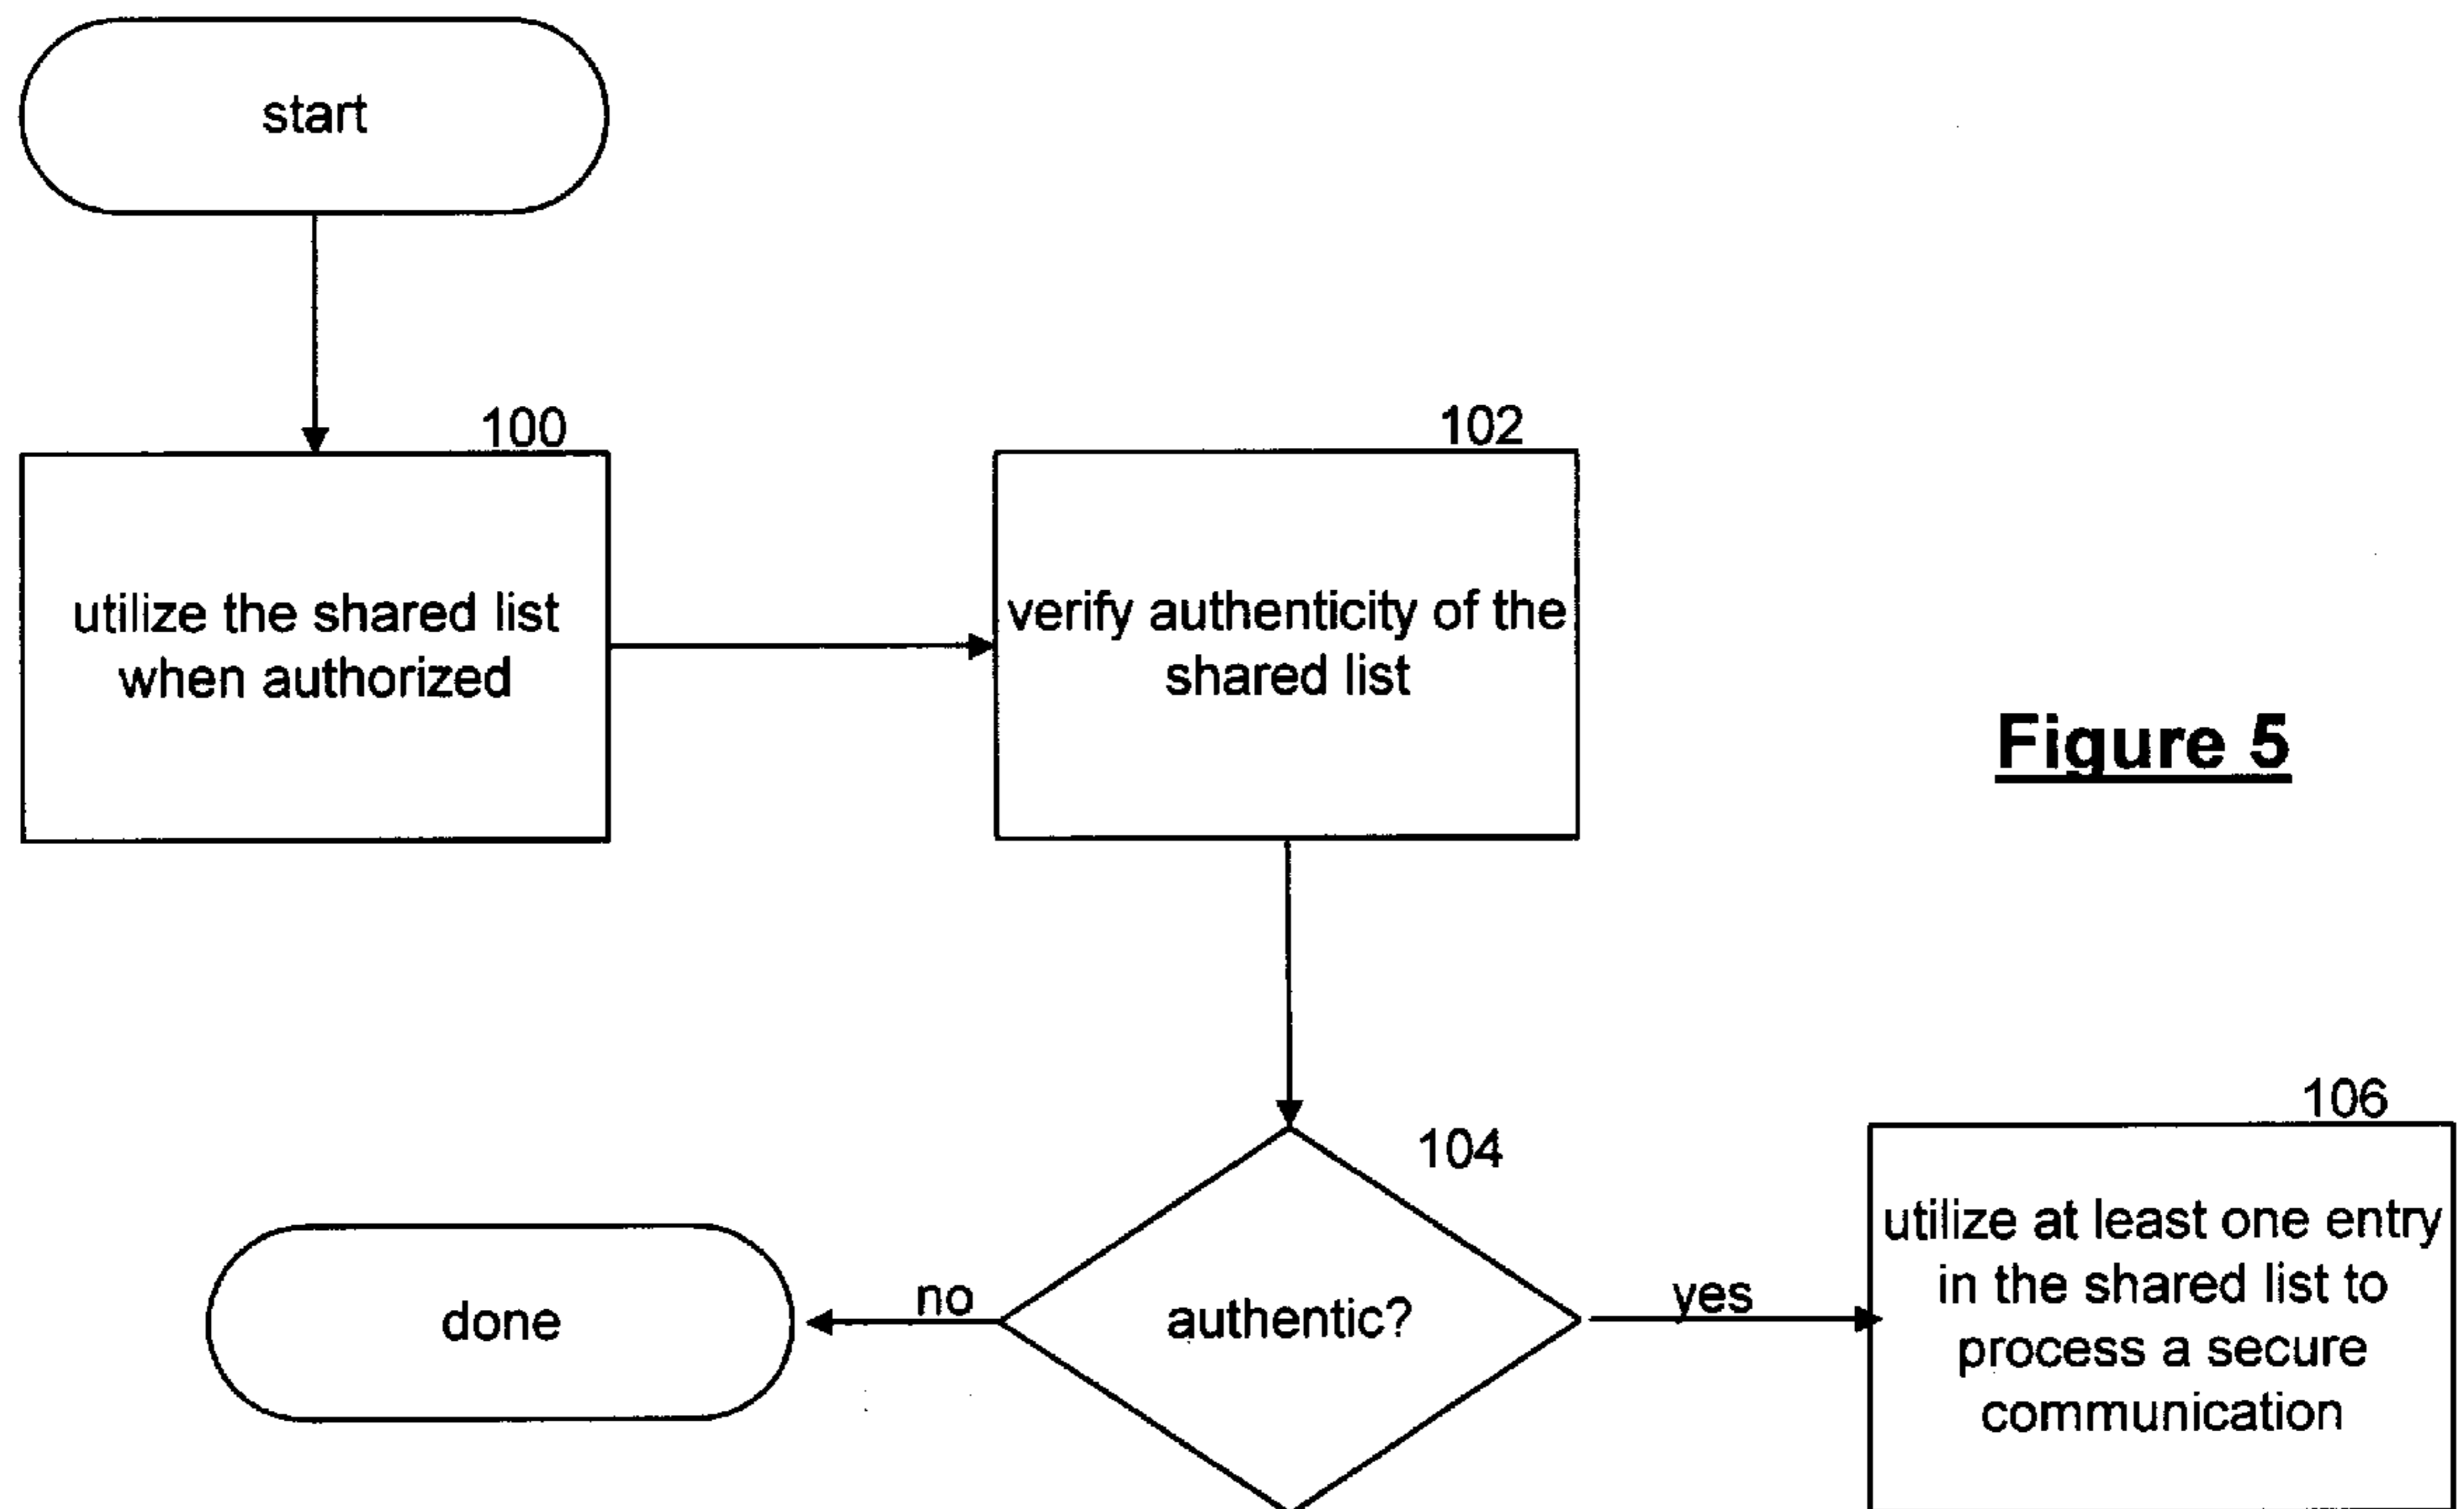 start
100
utilize the shared list
when authorized
102
verify authenticity of the
shared list
Figure 5
104
authentic?
no
done
yes
106
utilize at least one entry
in the shared list to
process a secure
communication